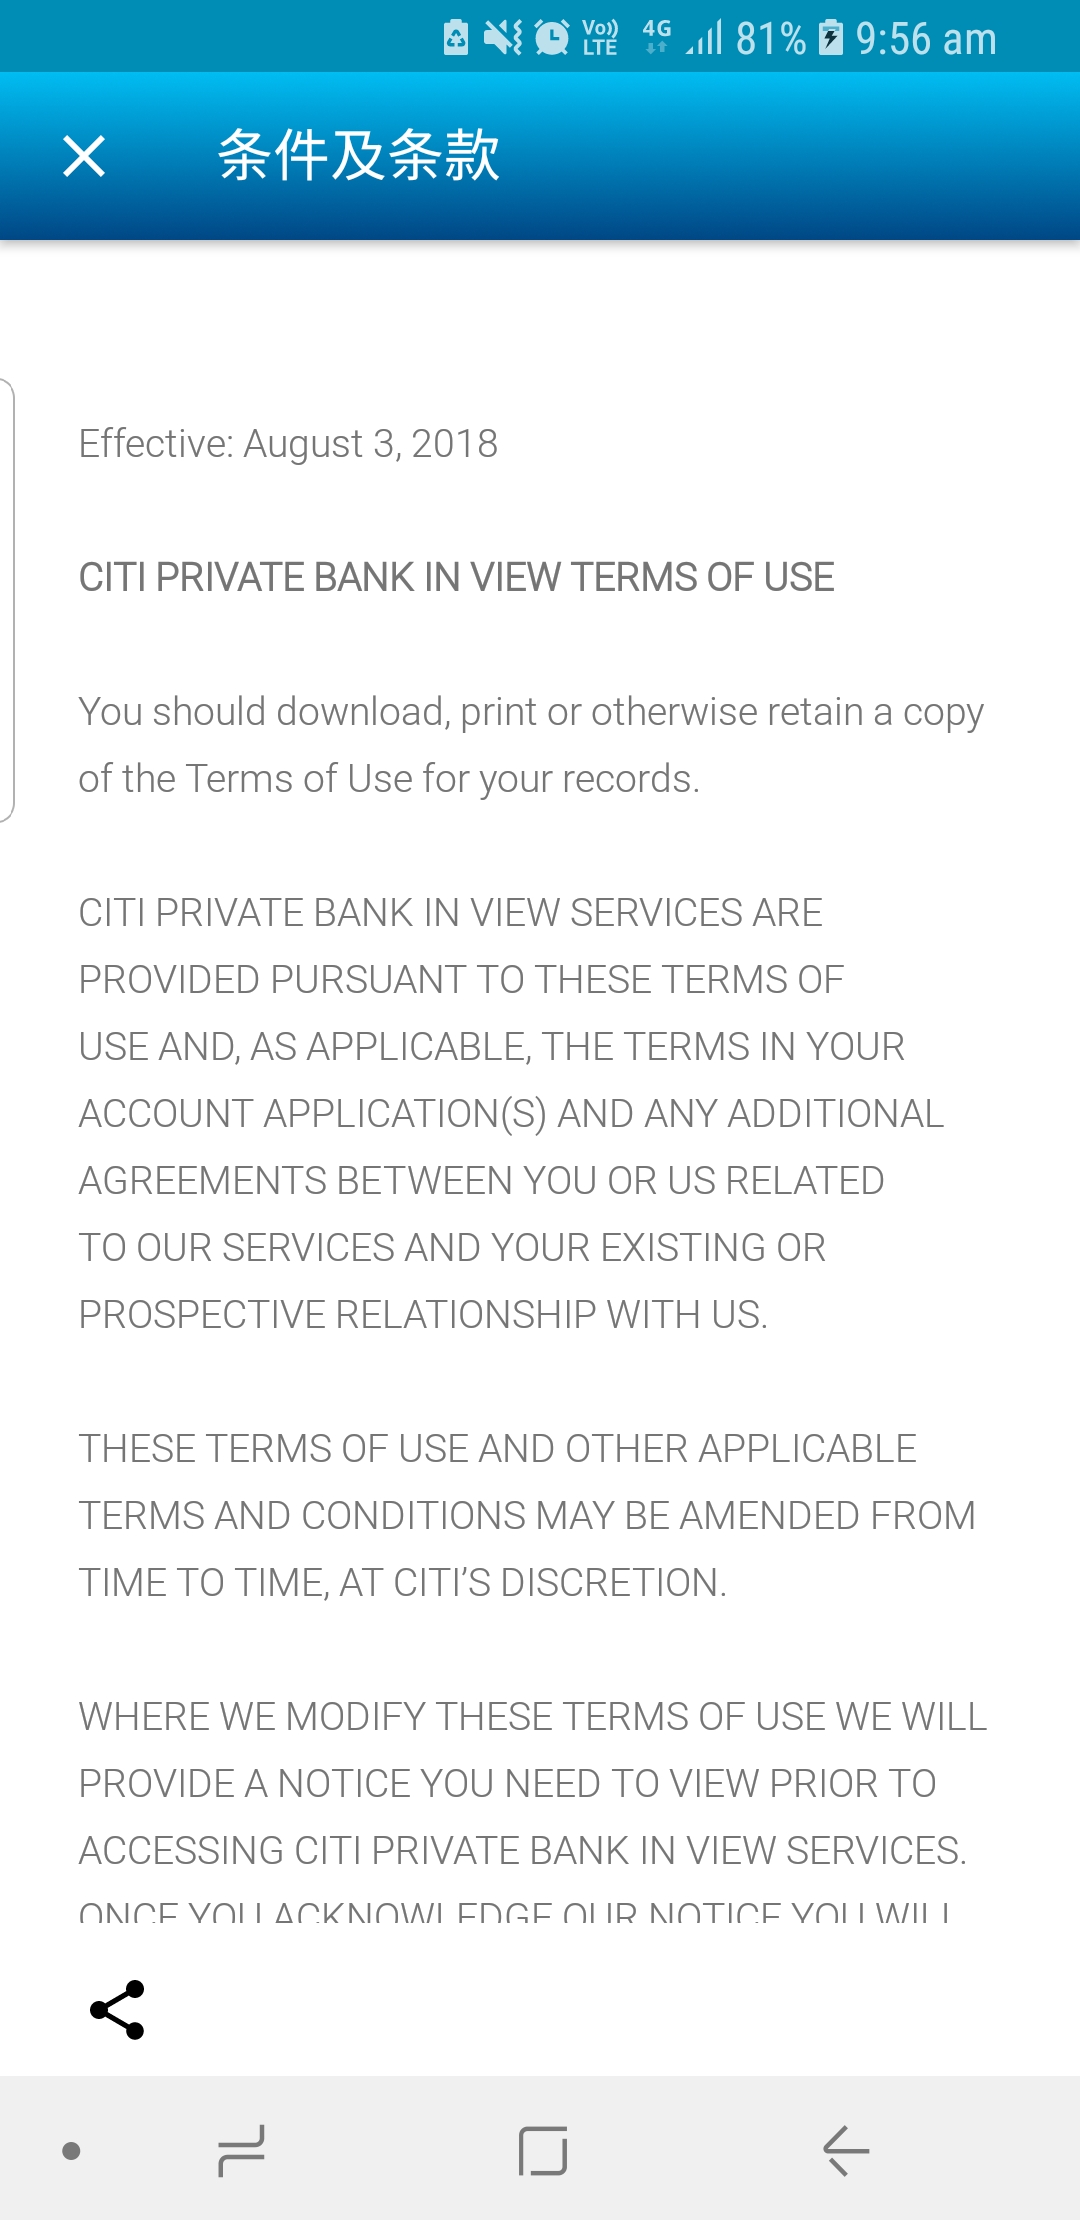 Vo)) LTE 4G 81% 9:56 am
条件及条款
Effective: August 3, 2018
CITI PRIVATE BANK IN VIEW TERMS OF USE
You should download, print or otherwise retain a copy
of the Terms of Use for your records.
CITI PRIVATE BANK IN VIEW SERVICES ARE
PROVIDED PURSUANT TO THESE TERMS OF
USE AND, AS APPLICABLE, THE TERMS IN YOUR
ACCOUNT APPLICATION(S) AND ANY ADDITIONAL
AGREEMENTS BETWEEN YOU OR US RELATED
TO OUR SERVICES AND YOUR EXISTING OR
PROSPECTIVE RELATIONSHIP WITH US.
THESE TERMS OF USE AND OTHER APPLICABLE
TERMS AND CONDITIONS MAY BE AMENDED FROM
TIME TO TIME, AT CITI’S DISCRETION.
WHERE WE MODIFY THESE TERMS OF USE WE WILL
PROVIDE A NOTICE YOU NEED TO VIEW PRIOR TO
ACCESSING CITI PRIVATE BANK IN VIEW SERVICES.
ONCE YOU ACKNOWLEDGE OUR NOTICE YOU WILL